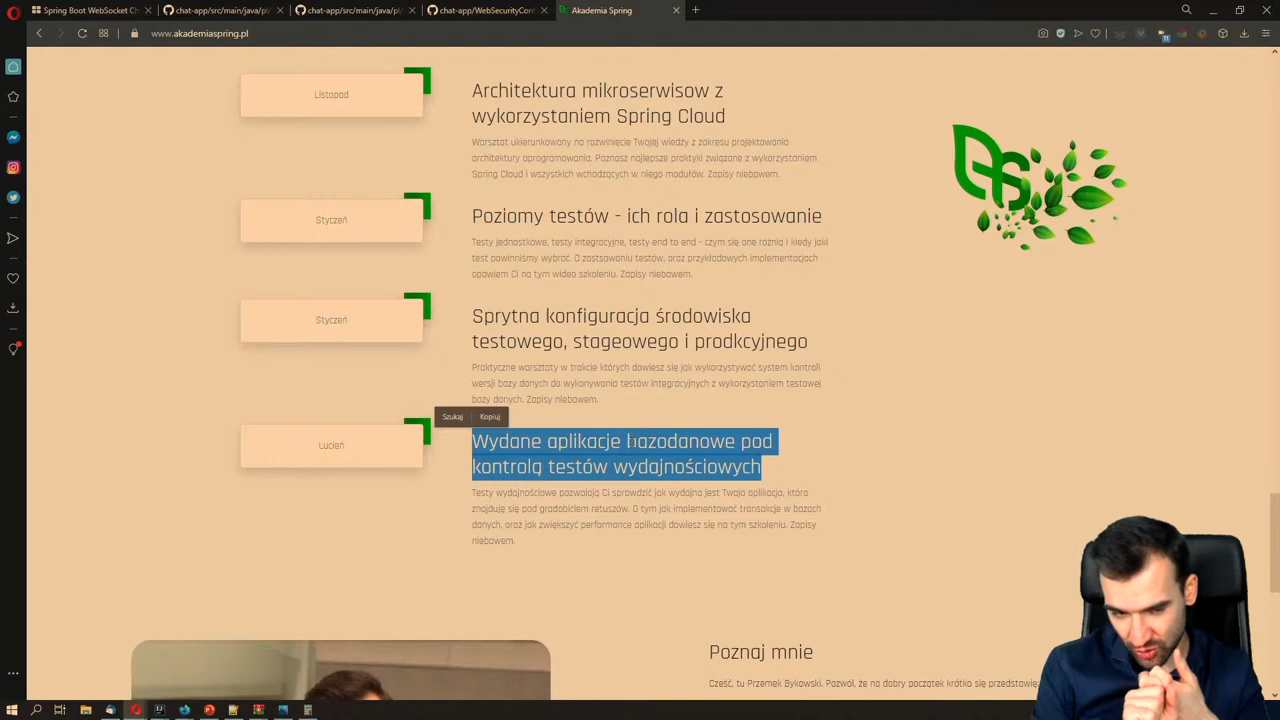 Spring Boot WebSocket Ch
chat-app/src/main/java/pl/
chat-app/src/main/java/pl/
chat-app/WebSecurityConf
Akademia Spring
www.akademiaspring.pl
11
Listopad
Architektura mikroserwisow z
wykorzystaniem Spring Cloud
Warsztat ukierunkowany na rozwinięcie Twojej wiedzy z zakresu projektowania
architektury oprogramowania. Poznasz najlepsze praktyki związane z wykorzystaniem
Spring Cloud i wszystkich wchodzących w niego modułów. Zapisy niebawem.
Styczeń
Poziomy testów - ich rola i zastosowanie
Testy jednostkowe, testy integracyjne, testy end to end - czym się one różnią i kiedy jaki
test powinniśmy wybrać. O zastsowaniu testów, oraz przykładowych implementacjach
opowiem Ci na tym wideo szkoleniu. Zapisy niebawem.
Styczeń
Sprytna konfiguracja środowiska
testowego, stageowego i prodkcyjnego
Praktyczne warsztaty w trakcie których dowiesz się jak wykorzystywać system kontroli
wersji bazy danych do wykonywania testów integracyjnych z wykorzystaniem testowej
bazy danych. Zapisy niebawem.
Szukaj
Kopiuj
Lucień
Wydane aplikacje bazodanowe pod
kontrolą testów wydajnościowych
Testy wydajnościowe pozwalają Ci sprawdzić jak wydajna jest Twoja aplikacja, która
znajduję się pod gradobiciem retuszów. O tym jak implementować transakcje w bazach
danych, oraz jak zwiększyć performance aplikacji dowiesz się na tym szkoleniu. Zapisy
niebawem.
Poznaj mnie
Cześć, tu Przemek Bykowski. Pozwól, że na dobry początek krótko się przedstawię: